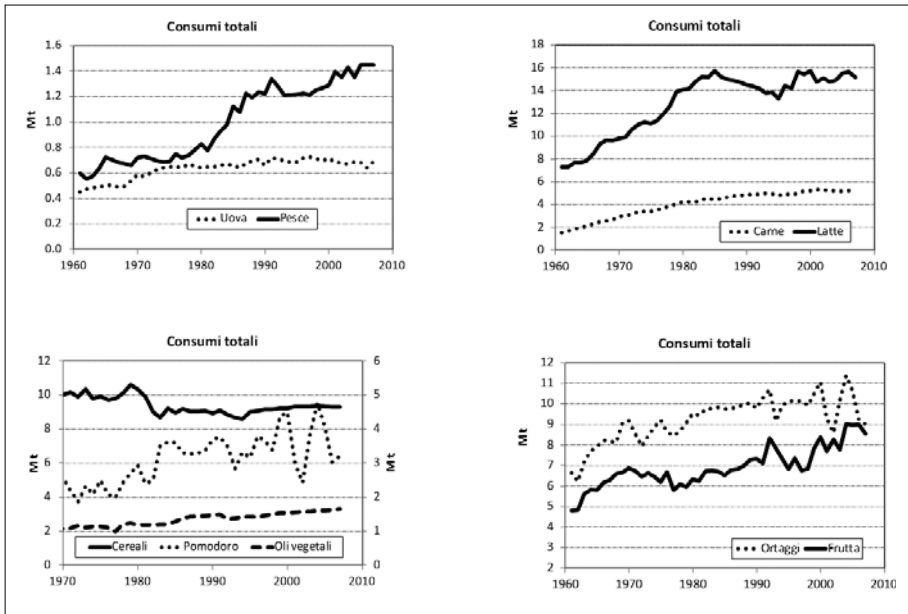 Consumi totali
1.6
1.4
1.2
1.0
0.8
0.6
0.4
0.2
0.0
Mt
Uova Pesce
1960 1970 1980 1990 2000 2010
Consumi totali
18
16
14
12
10
8
6
4
2
0
Mt
Carne Latte
1960 1970 1980 1990 2000 2010
Consumi totali
12
10
8
6
4
2
0
Mt
6
5
4
3
2
1
0
Mt
Cereali Pomodoro Oli vegetali
1970 1980 1990 2000 2010
Consumi totali
12
11
10
9
8
7
6
5
4
3
2
Mt
Ortaggi Frutta
1960 1970 1980 1990 2000 2010